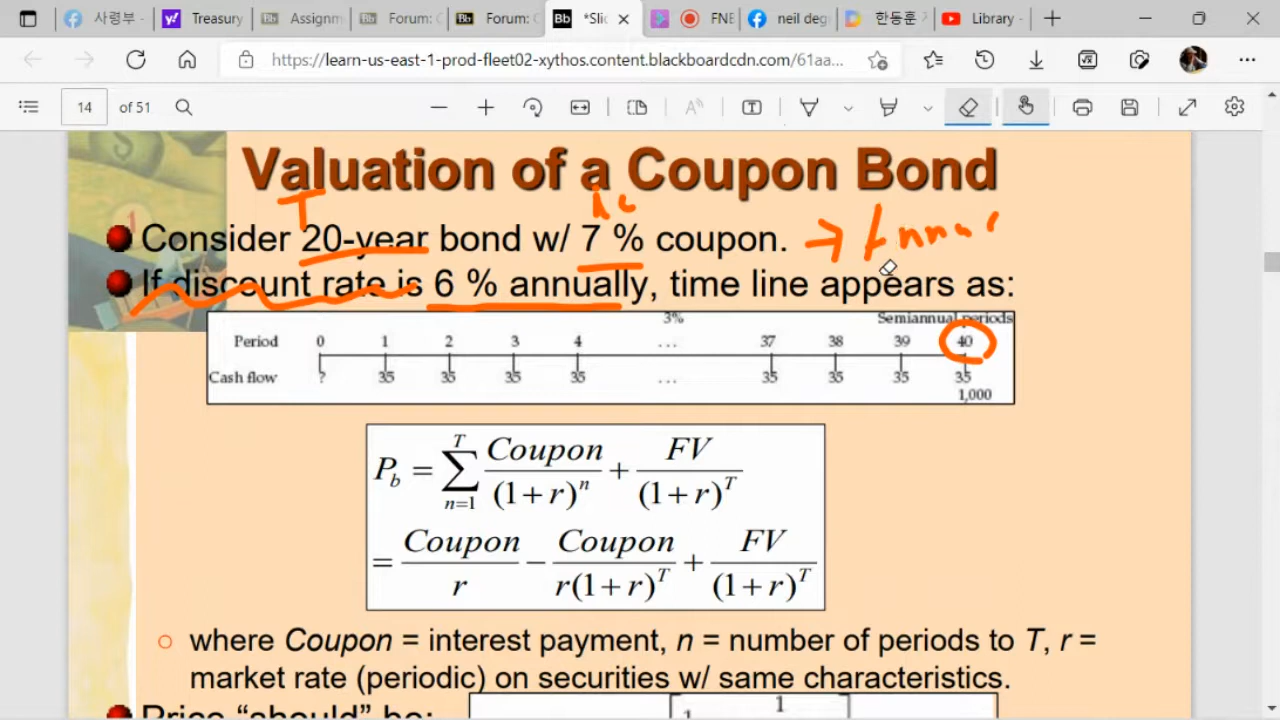 사령부 -
Treasury
Assignm
Forum: C
Forum: C
*Slic
FNE
neil deg
한동훈
Library -
https://learn-us-east-1-prod-fleet02-xythos.content.blackboardcdn.com/61aa...
14 of 51
Valuation of a Coupon Bond
T
Consider 20-year bond w/ 7 % coupon. →
If discount rate is 6 % annually, time line appears as:
3% Semiannual periods
Period 0 1 2 3 4 ... 37 38 39 40
Cash flow ? 35 35 35 35 ... 35 35 35 35
1,000
P_b = Σ_{n=1}^{T} Coupon/(1+r)^n + FV/(1+r)^T
= Coupon/r − Coupon/r(1+r)^T + FV/(1+r)^T
where Coupon = interest payment, n = number of periods to T, r =
market rate (periodic) on securities w/ same characteristics.
Price “should” be:
1
1